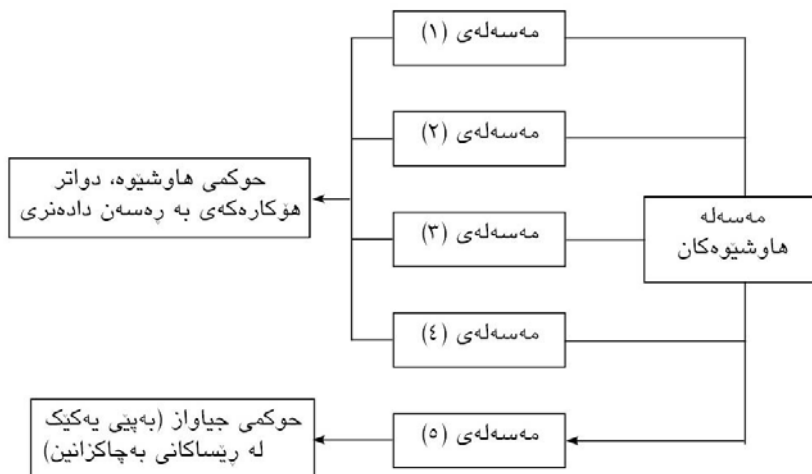 مەسەلە
هاوشێوەکان
مەسەلەی (١)
مەسەلەی (٢)
مەسەلەی (٣)
مەسەلەی (٤)
مەسەلەی (٥)
حوکمی هاوشێوە، دواتر
هۆکارەکەی بە ڕەسەن دادەنری
حوکمی جیاواز (بەپێی یەکێک
لە ڕێساکانی بەچاکزانین)